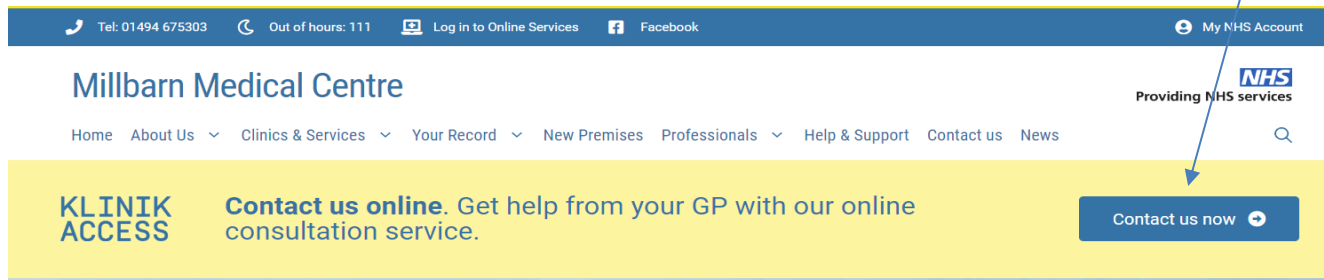 Tel: 01494 675303 Out of hours: 111 Log in to Online Services Facebook My NHS Account
Millbarn Medical Centre
NHS
Providing NHS services
Home About Us Clinics & Services Your Record New Premises Professionals Help & Support Contact us News
KLINIK
ACCESS
Contact us online. Get help from your GP with our online
consultation service.
Contact us now